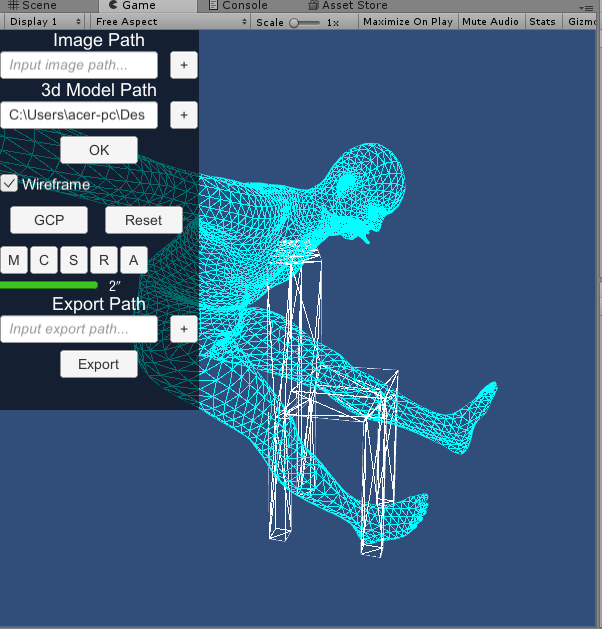 Scene Game Console Asset Store
Display 1 Free Aspect Scale 1x Maximize On Play Mute Audio Stats Gizmo
Image Path
Input image path... +
3d Model Path
C:\Users\acer-pc\Des +
OK
Wireframe
GCP Reset
M C S R A
2”
Export Path
Input export path... +
Export